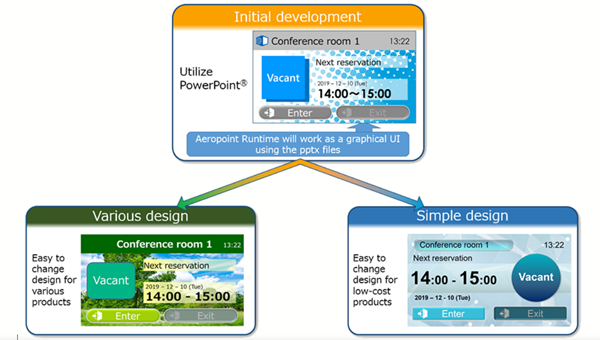 Initial development
Utilize
PowerPoint®
Conference room 1 13:22
Vacant
Next reservation
2019 – 12 – 10 (Tue)
14:00～15:00
Enter
Exit
Aeropoint Runtime will work as a graphical UI
using the pptx files
Various design
Easy to
change
design for
various
products
Conference room 1 13:22
Vacant
Next reservation
2019 – 12 – 10 (Tue)
14:00 - 15:00
Enter
Exit
Simple design
Easy to
change
design for
low-cost
products
Conference room 1 13:22
Next reservation
14:00 - 15:00
2019 – 12 - 10 (Tue)
Vacant
Enter
Exit